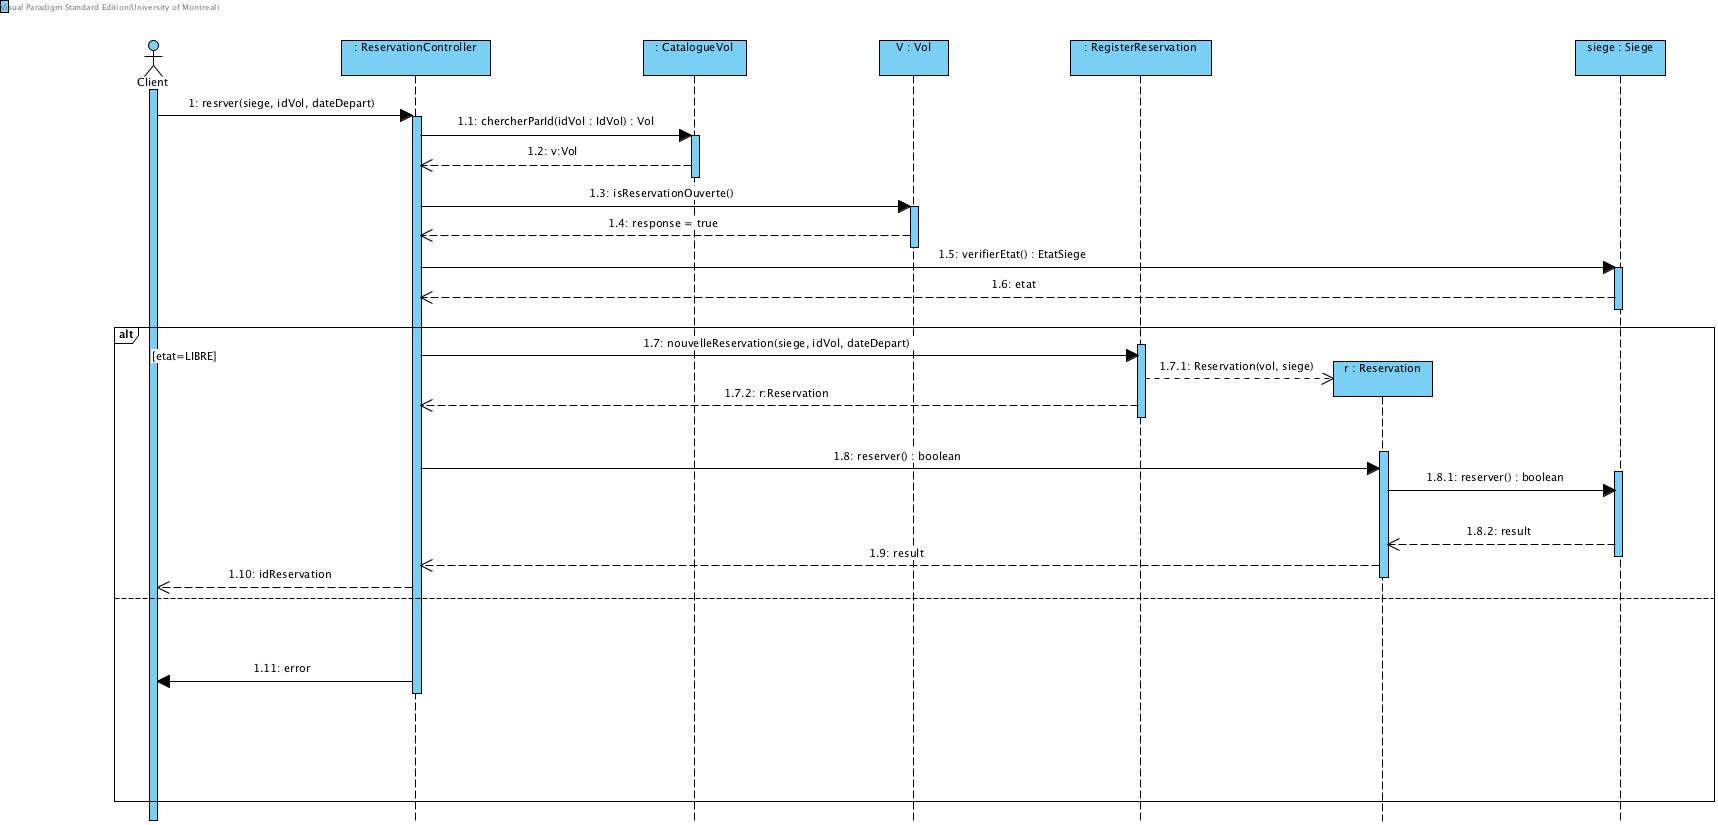 Visual Paradigm Standard Edition(University of Montreal)
Client
: ReservationController
: CatalogueVol
V : Vol
: RegisterReservation
siege : Siege
1: resrver(siege, idVol, dateDepart)
1.1: chercherParId(idVol : IdVol) : Vol
1.2: v:Vol
1.3: isReservationOuverte()
1.4: response = true
1.5: verifierEtat() : EtatSiege
1.6: etat
alt
[etat=LIBRE]
1.7: nouvelleReservation(siege, idVol, dateDepart)
1.7.1: Reservation(vol, siege)
r : Reservation
1.7.2: r:Reservation
1.8: reserver() : boolean
1.8.1: reserver() : boolean
1.8.2: result
1.9: result
1.10: idReservation
1.11: error